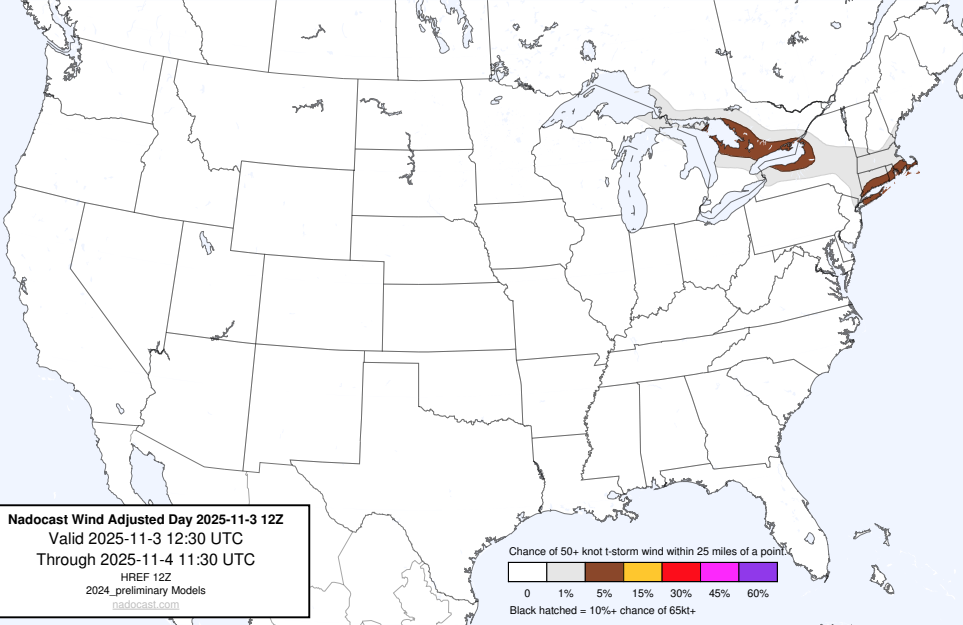 Nadocast Wind Adjusted Day 2025-11-3 12Z
Valid 2025-11-3 12:30 UTC
Through 2025-11-4 11:30 UTC
HREF 12Z
2024_preliminary Models
nadocast.com
Chance of 50+ knot t-storm wind within 25 miles of a point.
0 1% 5% 15% 30% 45% 60%
Black hatched = 10%+ chance of 65kt+